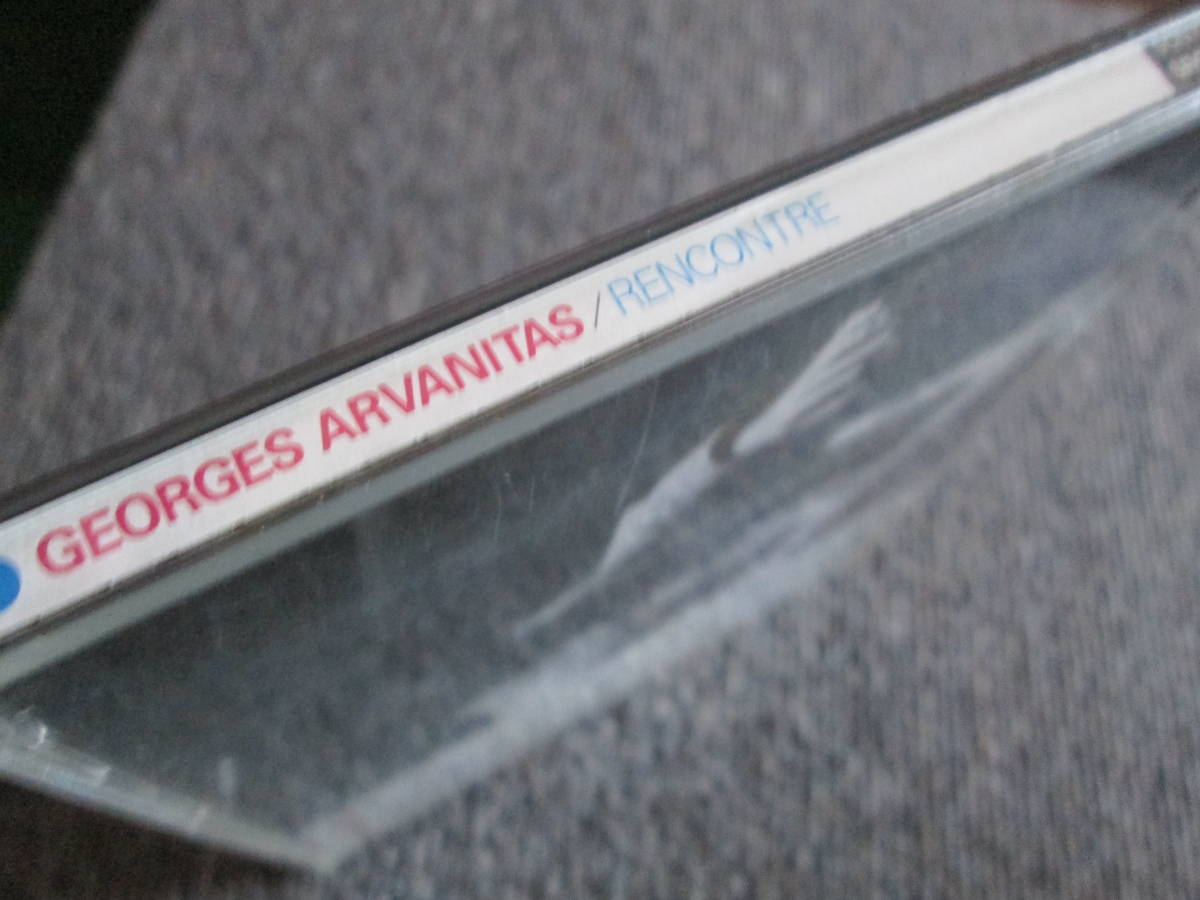 GEORGES ARVANITAS / RENCONTRE